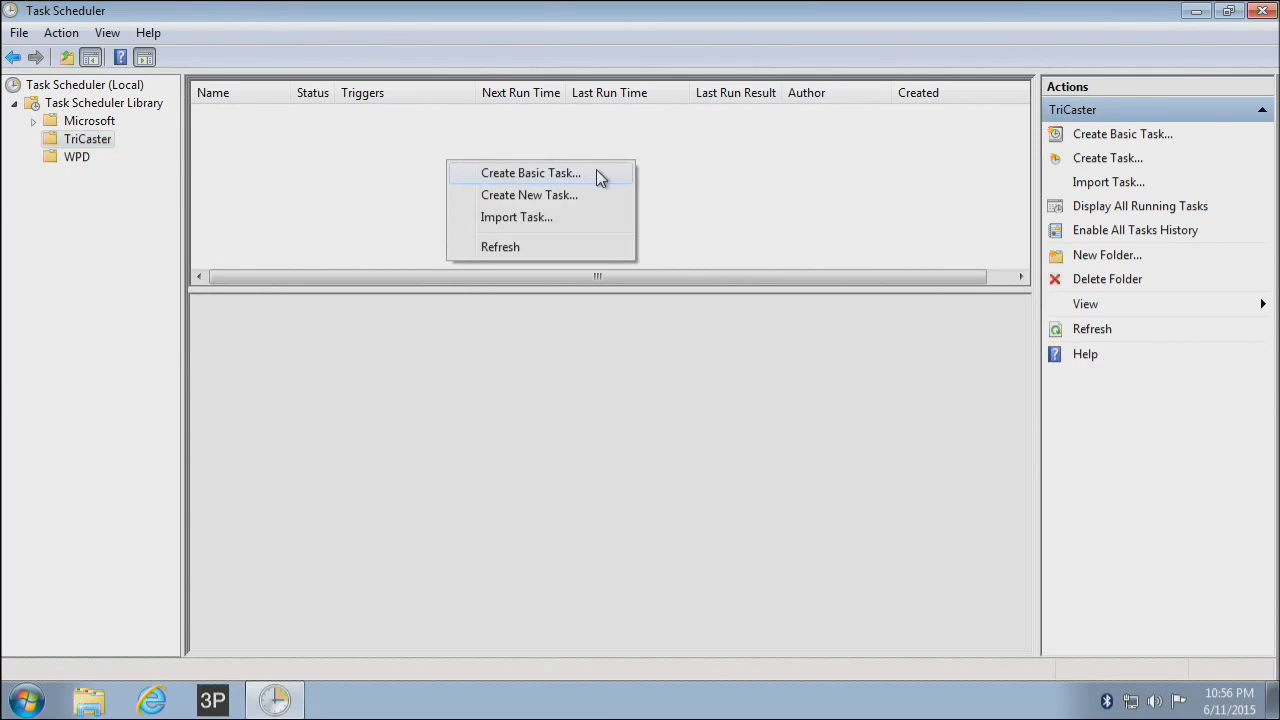 Task Scheduler
File Action View Help
Task Scheduler (Local)
Task Scheduler Library
Microsoft
TriCaster
WPD
Name Status Triggers Next Run Time Last Run Time Last Run Result Author Created
Create Basic Task...
Create New Task...
Import Task...
Refresh
Actions
TriCaster
Create Basic Task...
Create Task...
Import Task...
Display All Running Tasks
Enable All Tasks History
New Folder...
Delete Folder
View
Refresh
Help
3P
10:56 PM
6/11/2015